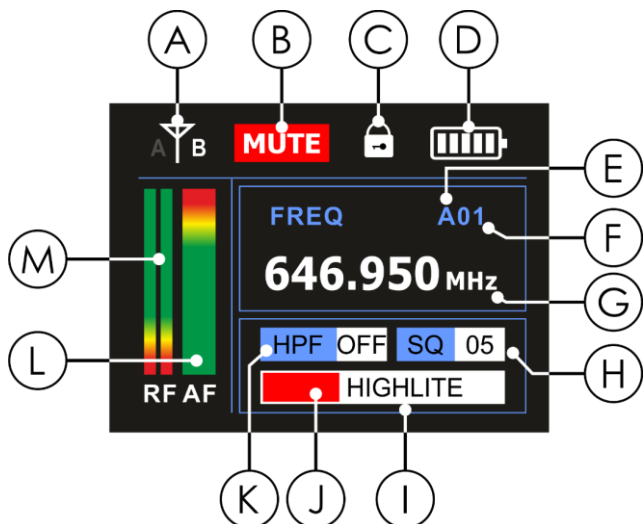 A B C D
A B MUTE
E
FREQ A01
F
M
646.950 MHz
G
L
HPF OFF SQ 05
H
RF AF HIGHLITE
K J I